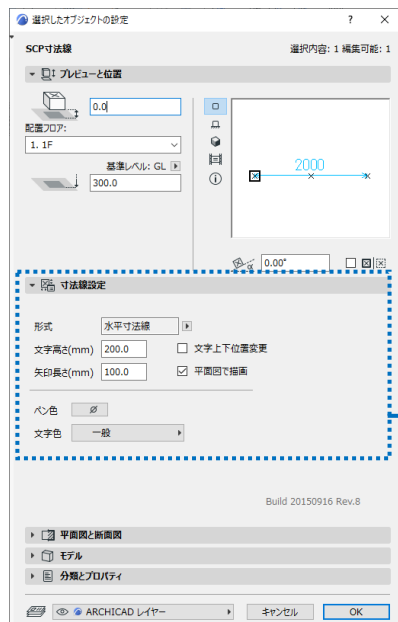 選択したオブジェクトの設定 ? ×
SCP寸法線 選択内容: 1 編集可能: 1
プレビューと位置
0.0
配置フロア:
1. 1F
基準レベル: GL
300.0
2000
α 0.00°
寸法線設定
形式 水平寸法線
文字高さ(mm) 200.0 文字上下位置変更
矢印長さ(mm) 100.0 平面図で描画
ペン色
文字色 一般
Build 20150916 Rev.8
平面図と断面図
モデル
分類とプロパティ
ARCHICAD レイヤー キャンセル OK